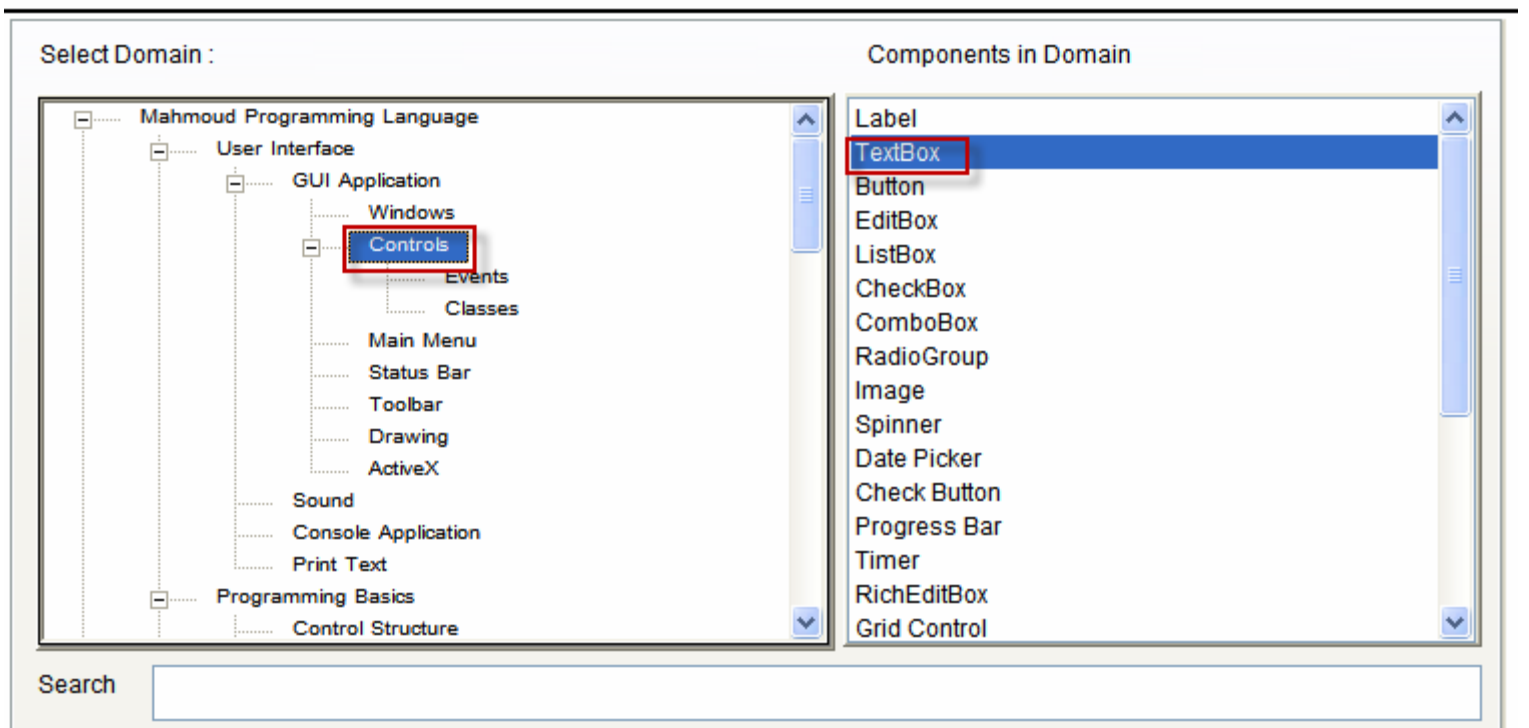 Select Domain :
Mahmoud Programming Language
User Interface
GUI Application
Windows
Controls
Events
Classes
Main Menu
Status Bar
Toolbar
Drawing
ActiveX
Sound
Console Application
Print Text
Programming Basics
Control Structure
Components in Domain
Label
TextBox
Button
EditBox
ListBox
CheckBox
ComboBox
RadioGroup
Image
Spinner
Date Picker
Check Button
Progress Bar
Timer
RichEditBox
Grid Control
Search